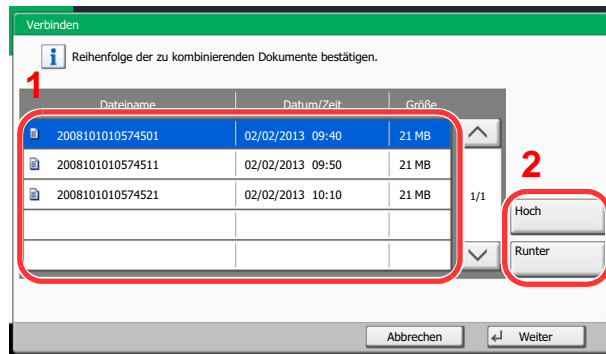 Verbinden
Reihenfolge der zu kombinierenden Dokumente bestätigen.
1
Dateiname Datum/Zeit Größe
2008101010574501 02/02/2013 09:40 21 MB
2008101010574511 02/02/2013 09:50 21 MB
2008101010574521 02/02/2013 10:10 21 MB
1/1
2
Hoch
Runter
Abbrechen Weiter